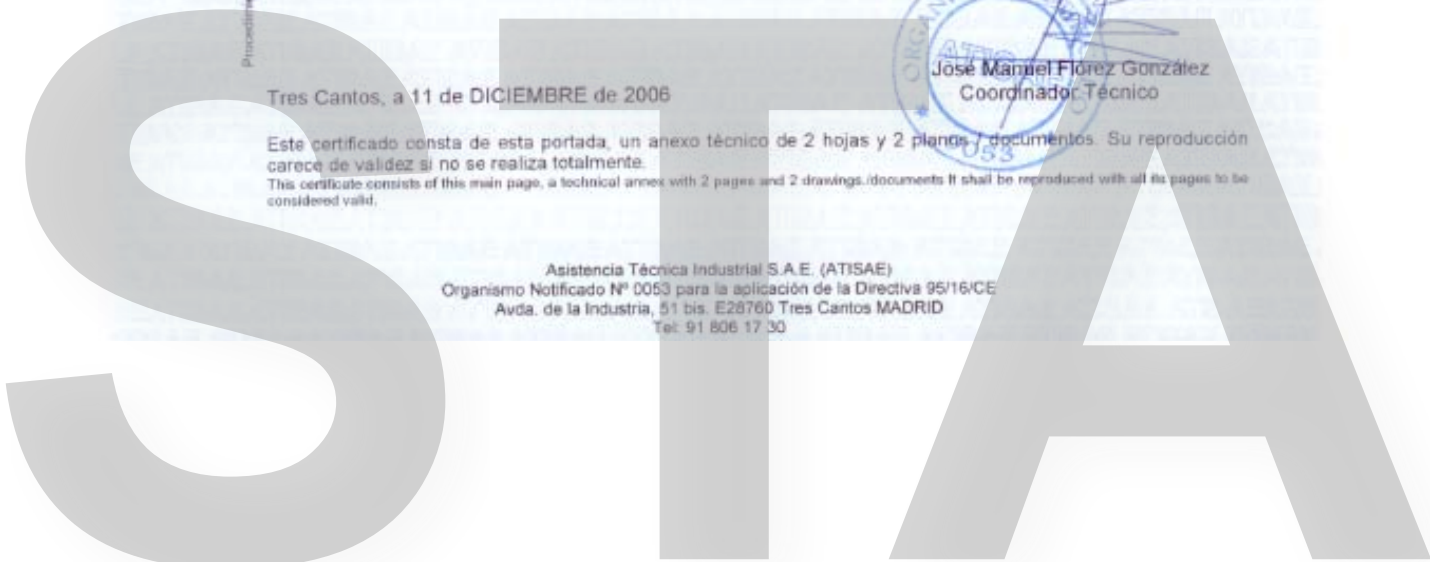 José Manuel Flórez González
Coordinador Técnico
Tres Cantos, a 11 de DICIEMBRE de 2006
Este certificado consta de esta portada, un anexo técnico de 2 hojas y 2 planos / documentos. Su reproducción
carece de validez si no se realiza totalmente.
This certificate consists of this main page, a technical annex with 2 pages and 2 drawings./documents It shall be reproduced with all its pages to be
considered valid.
Asistencia Técnica Industrial S.A.E. (ATISAE)
Organismo Notificado Nº 0053 para la aplicación de la Directiva 95/16/CE
Avda. de la Industria, 51 bis. E28760 Tres Cantos MADRID
Tel: 91 806 17 30
STA